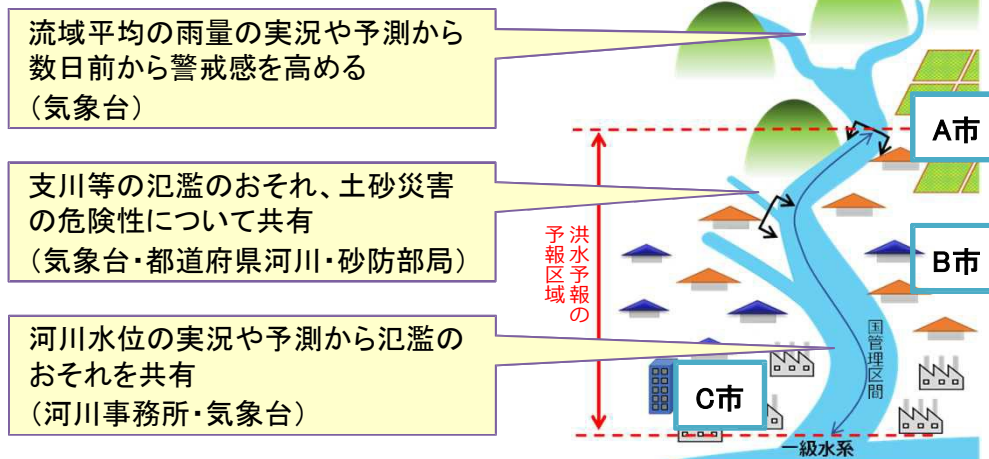 流域平均の雨量の実況や予測から
数日前から警戒感を高める
（気象台）
支川等の氾濫のおそれ、土砂災害
の危険性について共有
（気象台・都道府県河川・砂防部局）
河川水位の実況や予測から氾濫の
おそれを共有
（河川事務所・気象台）
洪水予報の
予報区域
A市
B市
国管理区間
C市
一級水系